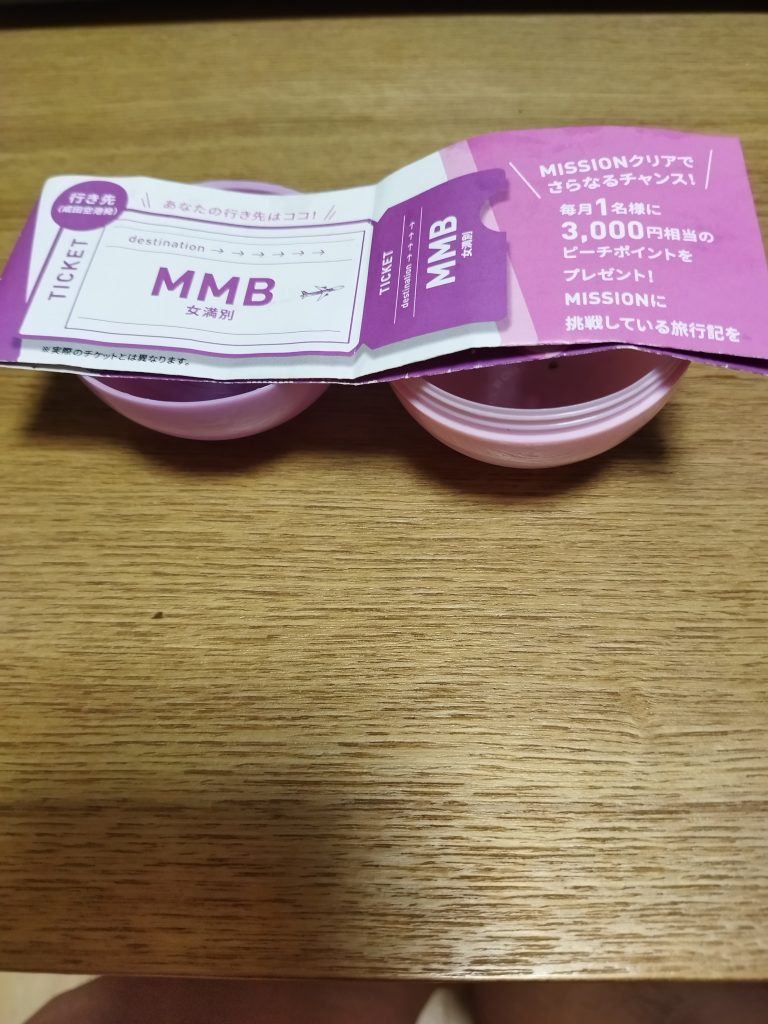 行き先
(成田空港発)
あなたの行き先はココ!
TICKET
destination → → → → → →
MMB
女満別
※実際のチケットとは異なります。
TICKET
destination → → → →
MMB
女満別
MISSIONクリアで
さらなるチャンス!
毎月1名様に
3,000円相当の
ピーチポイントを
プレゼント!
MISSIONに
挑戦している旅行記を